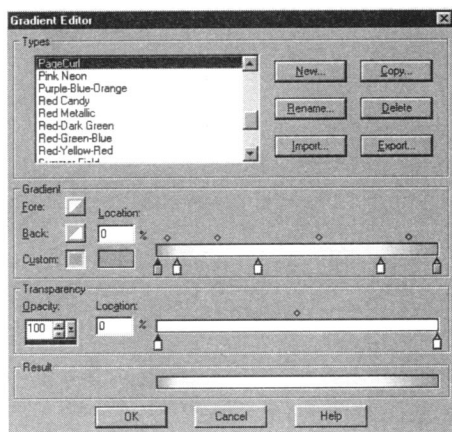 Gradient Editor
Types
PageCurl
Pink Neon
Purple-Blue-Orange
Red Candy
Red Metallic
Red-Dark Green
Red-Green-Blue
Red-Yellow-Red
Summer Field
New... Copy...
Rename... Delete
Import... Export...
Gradient
Fore: Location:
Back: 0 %
Custom:
Transparency
Opacity: Location:
100 0 %
Result
OK Cancel Help